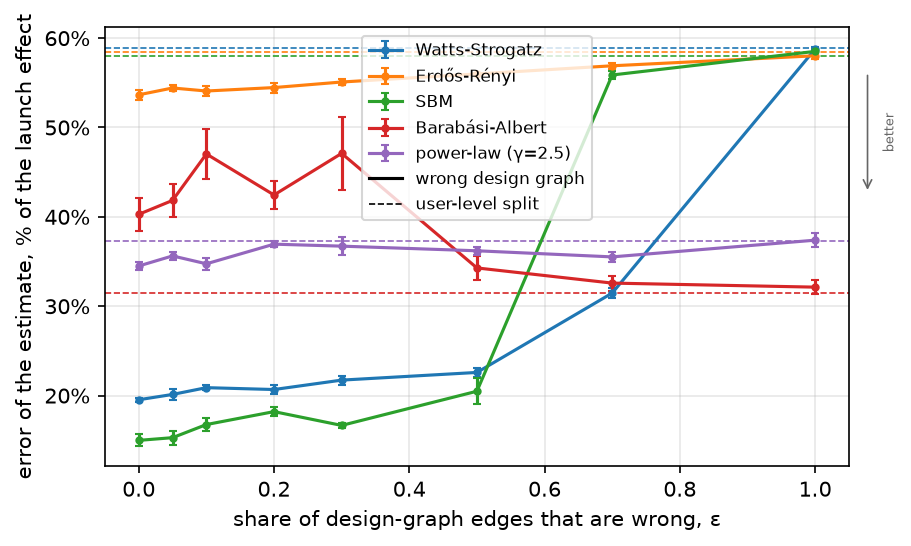 error of the estimate, % of the launch effect
60%
50%
40%
30%
20%
Watts-Strogatz
Erdős-Rényi
SBM
Barabási-Albert
power-law (γ=2.5)
wrong design graph
user-level split
better
0.0 0.2 0.4 0.6 0.8 1.0
share of design-graph edges that are wrong, ε